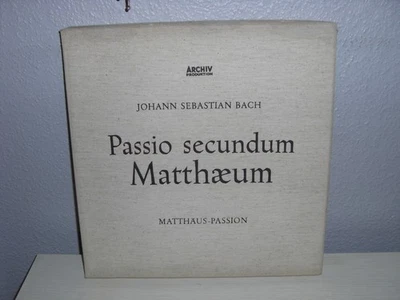 ARCHIV
PRODUKTION
JOHANN SEBASTIAN BACH
Passio secundum
Matthæum
MATTHÄUS-PASSION